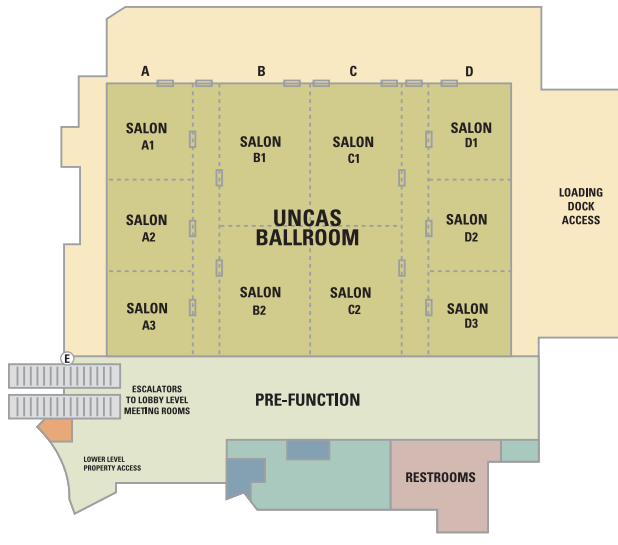 A B C D
SALON
A1
SALON
B1
SALON
C1
SALON
D1
LOADING
DOCK
ACCESS
UNCAS
BALLROOM
SALON
A2
SALON
D2
SALON
A3
SALON
B2
SALON
C2
SALON
D3
E
ESCALATORS
TO LOBBY LEVEL
MEETING ROOMS
PRE-FUNCTION
LOWER LEVEL
PROPERTY ACCESS
RESTROOMS